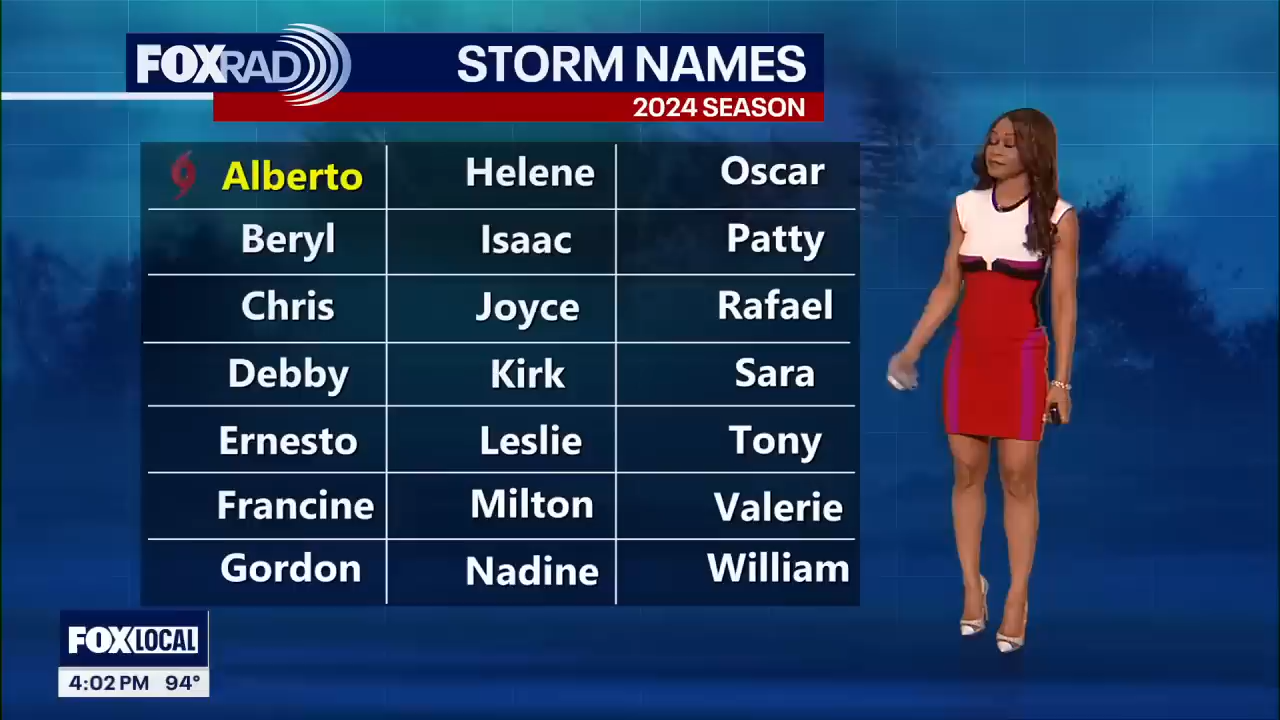 FOXRAD
STORM NAMES
2024 SEASON
Alberto Helene Oscar
Beryl Isaac Patty
Chris Joyce Rafael
Debby Kirk Sara
Ernesto Leslie Tony
Francine Milton Valerie
Gordon Nadine William
FOX LOCAL
4:02 PM 94°